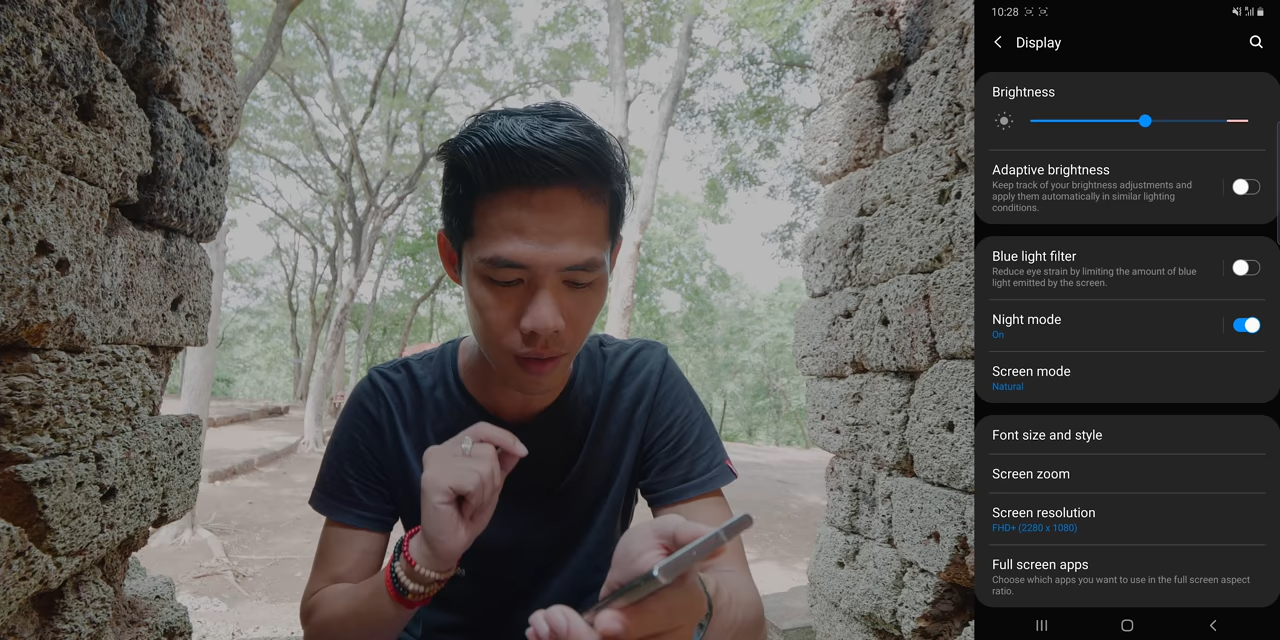 10:28
Display
Brightness
Adaptive brightness
Keep track of your brightness adjustments and
apply them automatically in similar lighting
conditions.
Blue light filter
Reduce eye strain by limiting the amount of blue
light emitted by the screen.
Night mode
On
Screen mode
Natural
Font size and style
Screen zoom
Screen resolution
FHD+ (2280 x 1080)
Full screen apps
Choose which apps you want to use in the full screen aspect
ratio.